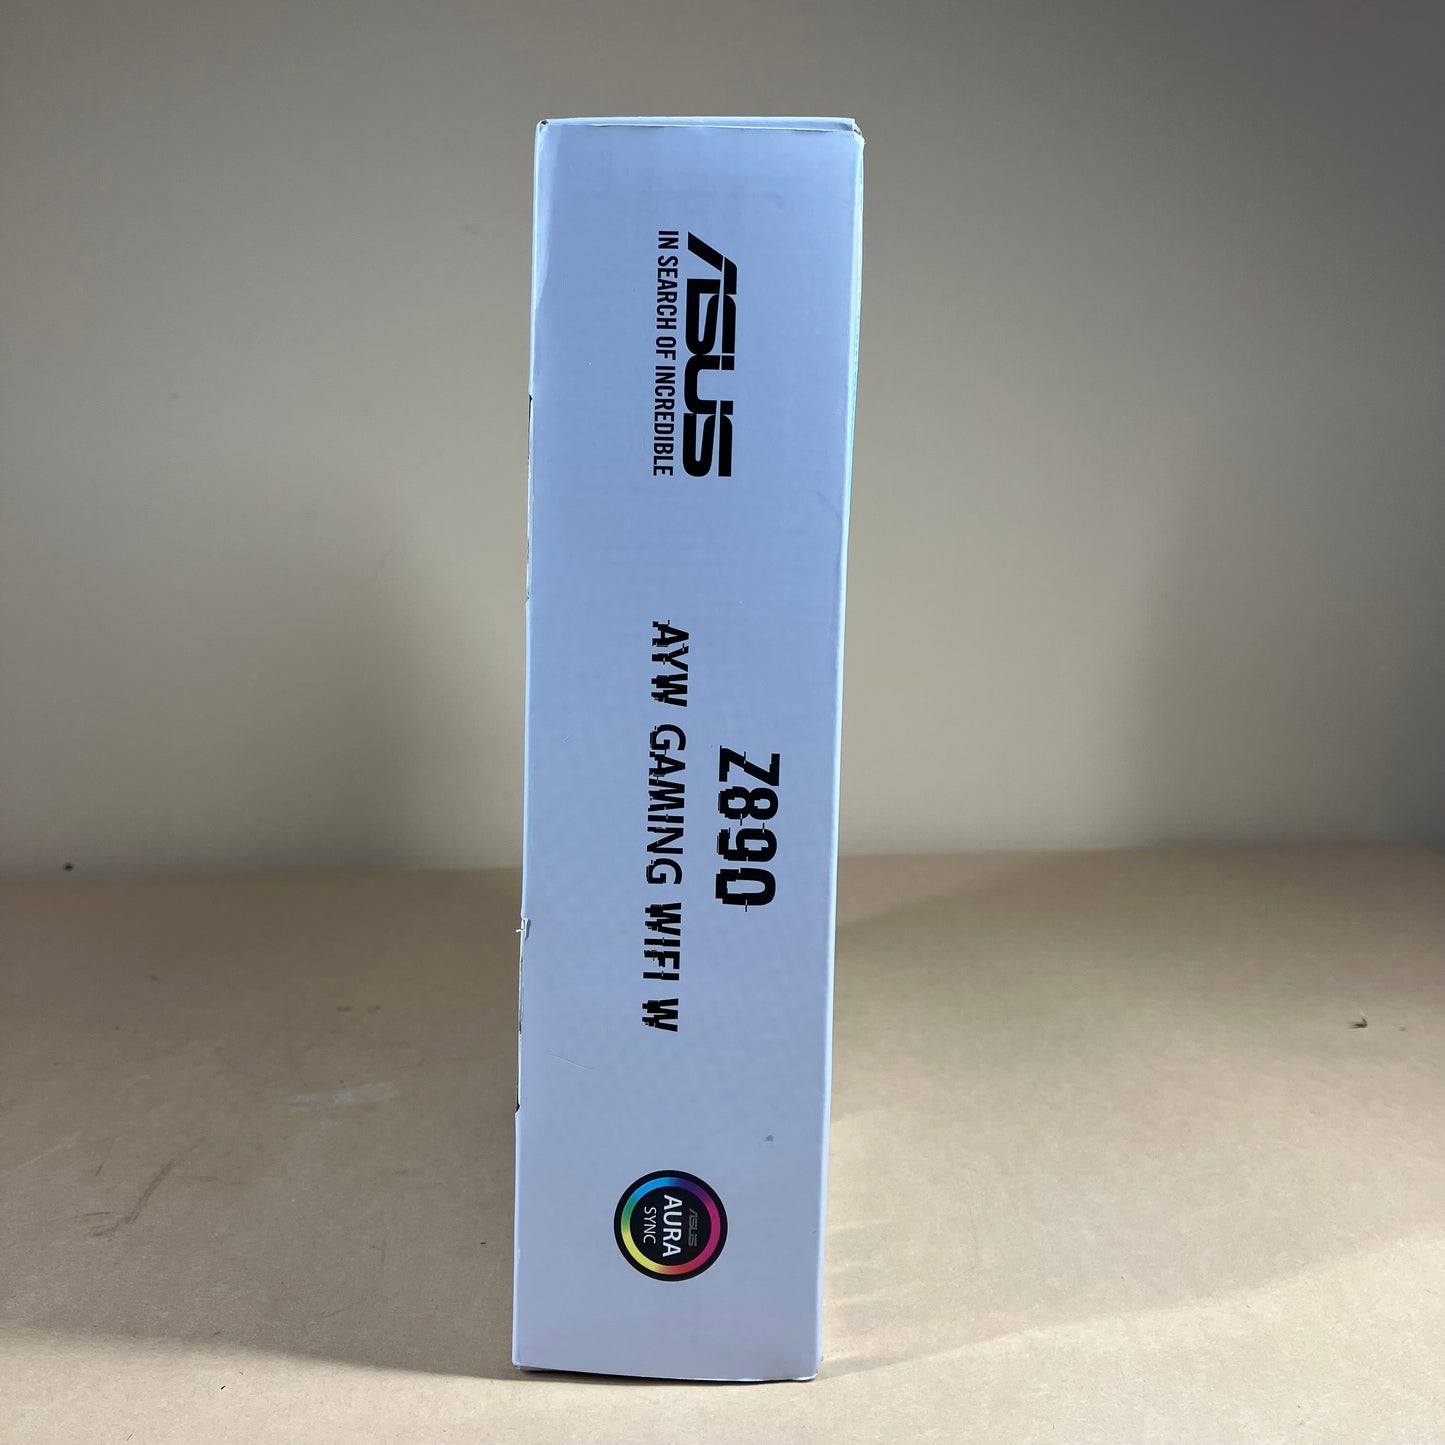 ASUS
IN SEARCH OF INCREDIBLE
Z890
AYW GAMING WIFI W
ASUS
AURA
SYNC